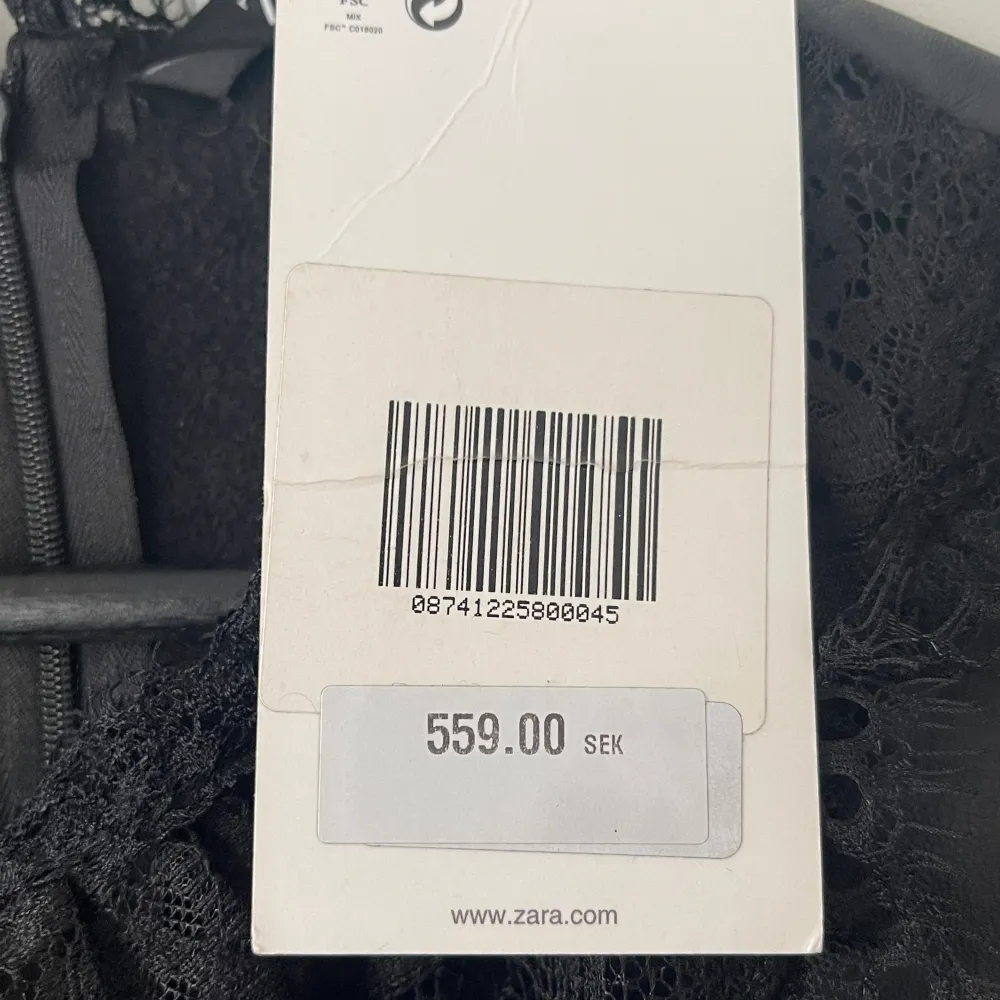 FSC
MIX
FSC™ C018020
08741225800045
559.00 SEK
www.zara.com